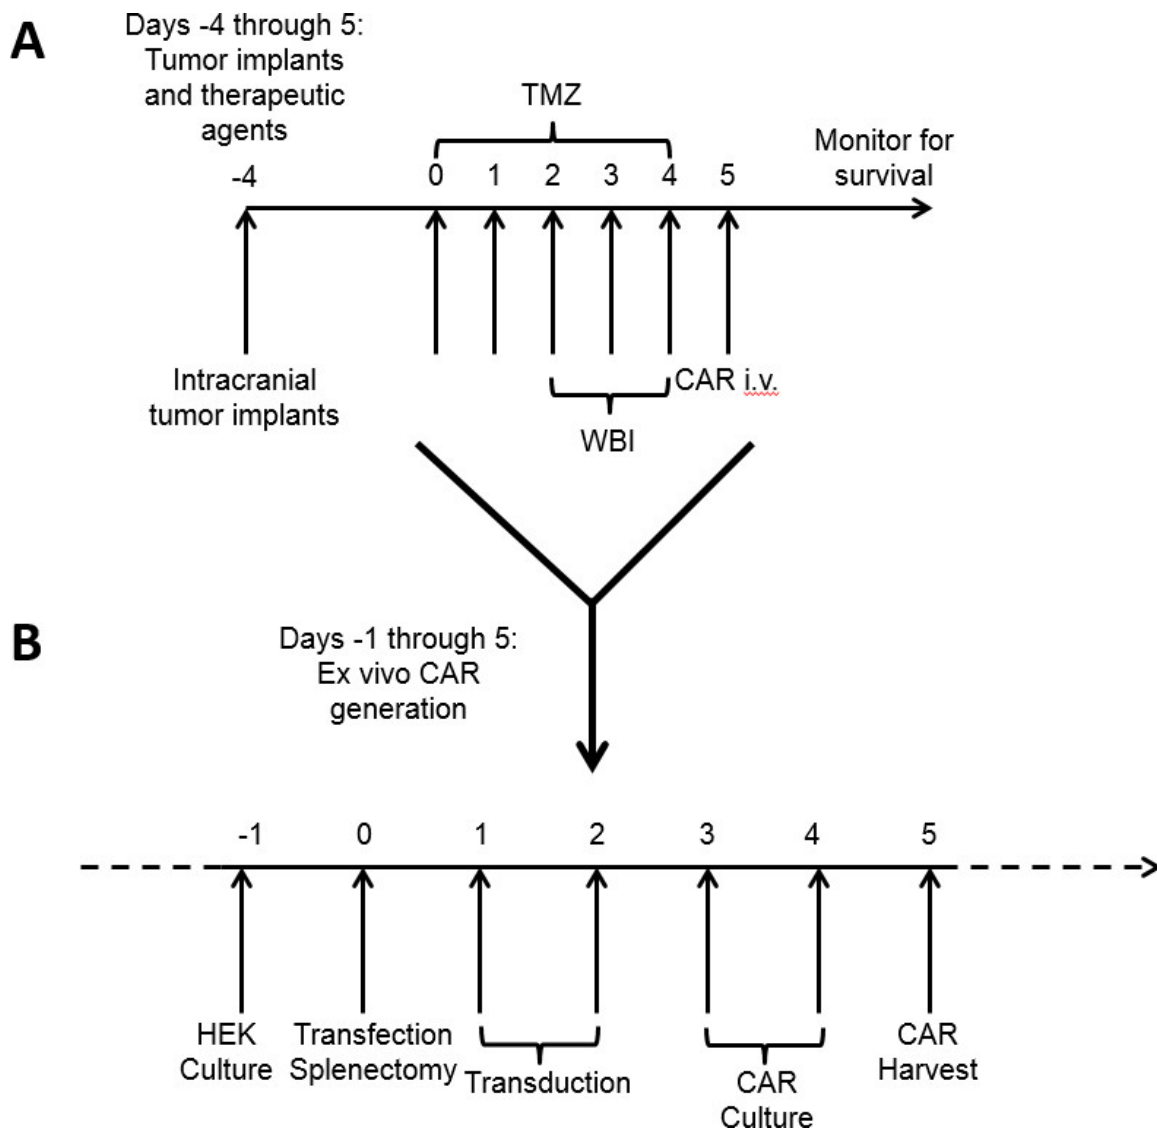 A
Days -4 through 5:
Tumor implants
and therapeutic
agents
TMZ
Monitor for
survival
-4 0 1 2 3 4 5
Intracranial
tumor implants
CAR i.v.
WBI
B
Days -1 through 5:
Ex vivo CAR
generation
-1 0 1 2 3 4 5
HEK
Culture
Transfection
Splenectomy
Transduction
CAR
Culture
CAR
Harvest